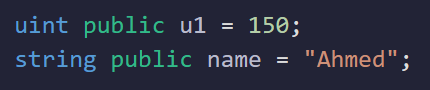 uint public u1 = 150;
string public name = "Ahmed";